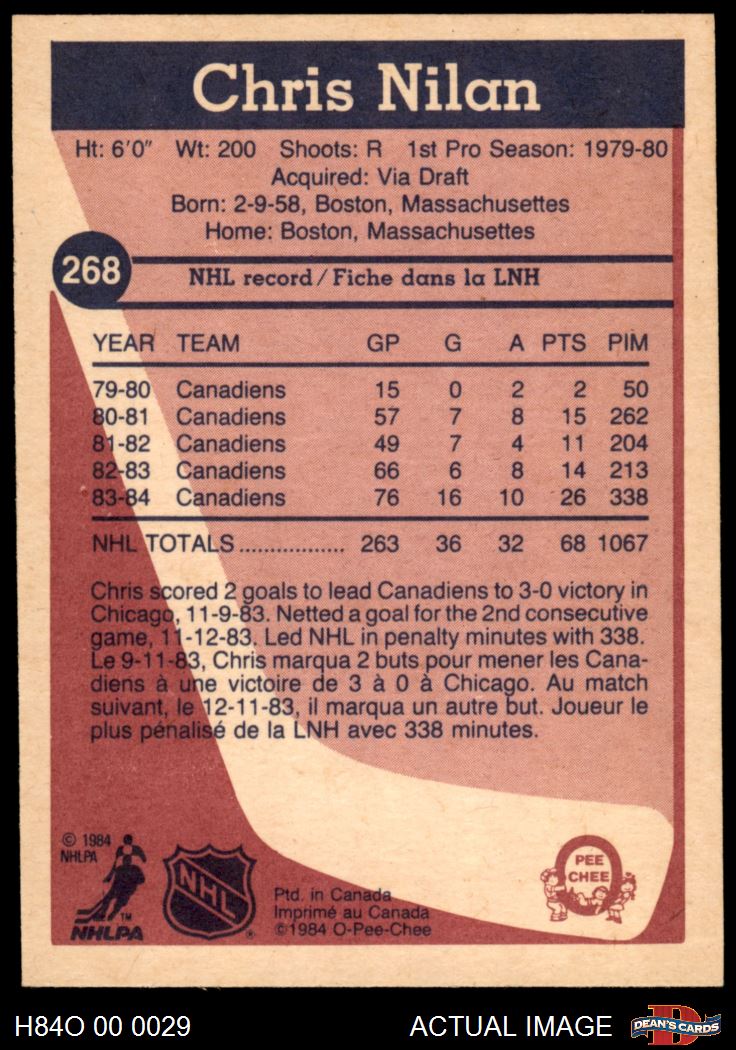 Chris Nilan
Ht: 6'0" Wt: 200 Shoots: R 1st Pro Season: 1979-80
Acquired: Via Draft
Born: 2-9-58, Boston, Massachusettes
Home: Boston, Massachusettes
268
NHL record/Fiche dans la LNH
YEAR TEAM GP G A PTS PIM
79-80 Canadiens 15 0 2 2 50
80-81 Canadiens 57 7 8 15 262
81-82 Canadiens 49 7 4 11 204
82-83 Canadiens 66 6 8 14 213
83-84 Canadiens 76 16 10 26 338
NHL TOTALS ................. 263 36 32 68 1067
Chris scored 2 goals to lead Canadiens to 3-0 victory in
Chicago, 11-9-83. Netted a goal for the 2nd consecutive
game, 11-12-83. Led NHL in penalty minutes with 338.
Le 9-11-83, Chris marqua 2 buts pour mener les Cana-
diens à une victoire de 3 à 0 à Chicago. Au match
suivant, le 12-11-83, il marqua un autre but. Joueur le
plus pénalisé de la LNH avec 338 minutes.
© 1984
NHLPA
TM
NHLPA
NHL
®
Ptd. in Canada
Imprimé au Canada
©1984 O-Pee-Chee
PEE
CHEE
H84O 00 0029
ACTUAL IMAGE
D
DEAN'S CARDS